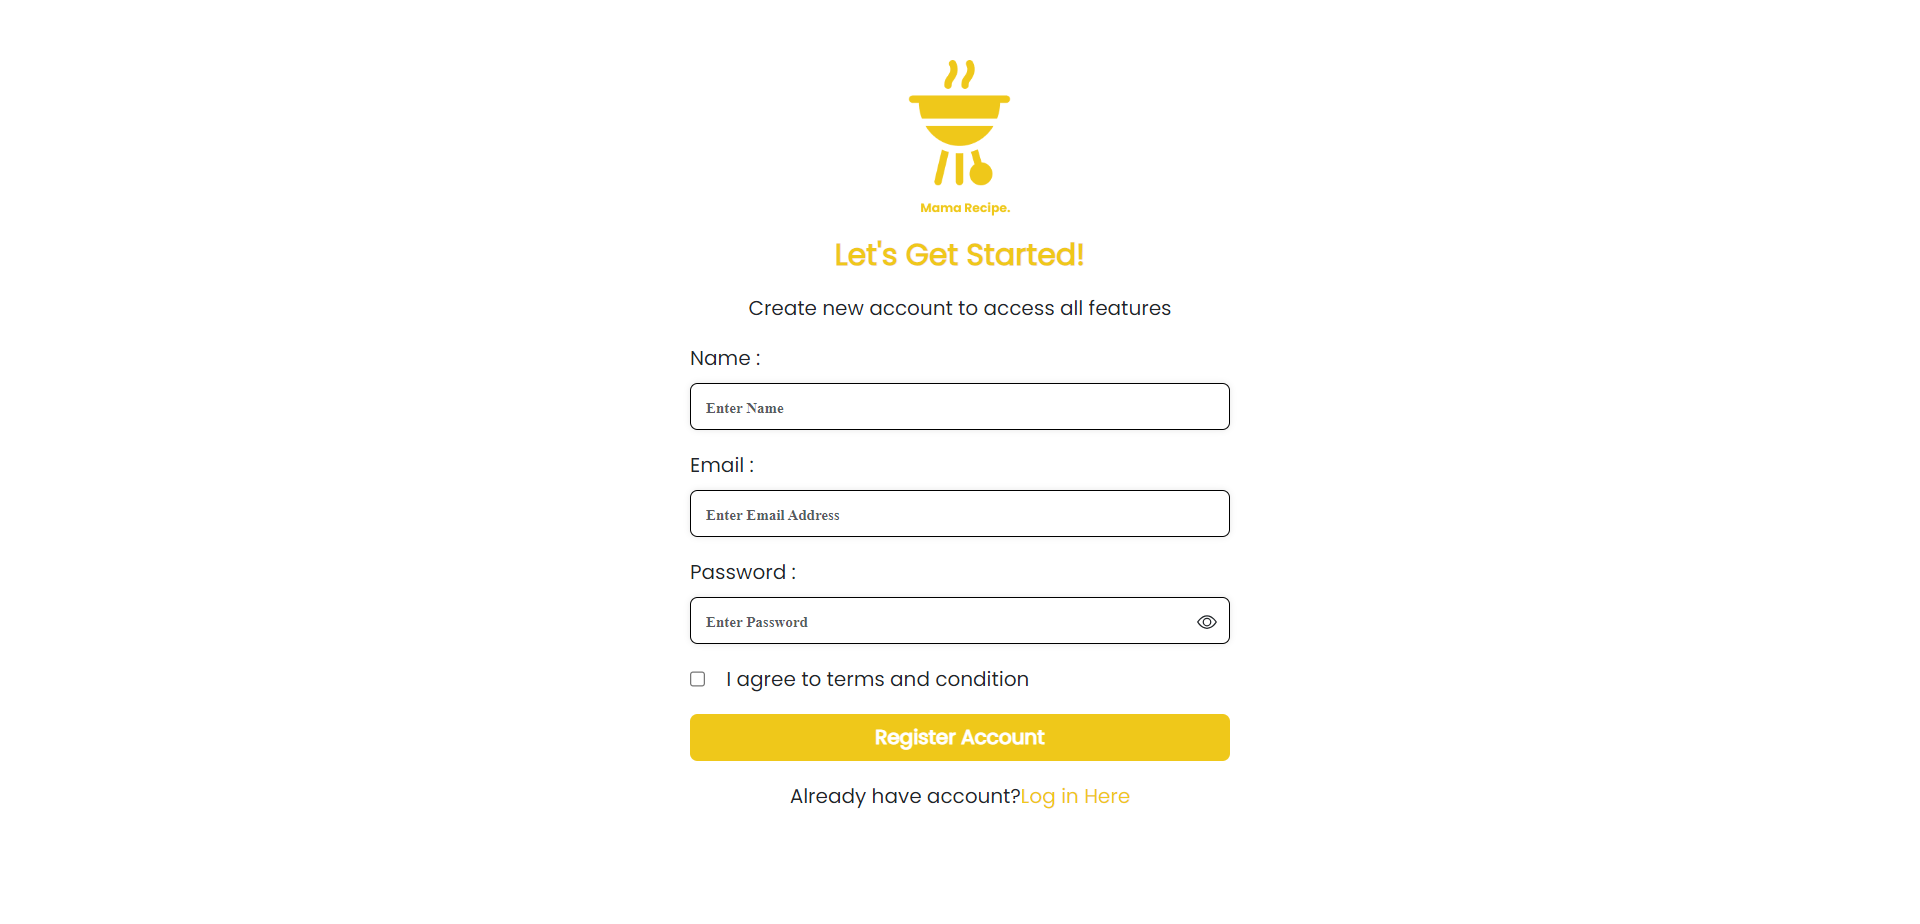 Mama Recipe.
Let's Get Started!
Create new account to access all features
Name :
Enter Name
Email :
Enter Email Address
Password :
Enter Password
I agree to terms and condition
Register Account
Already have account?Log in Here